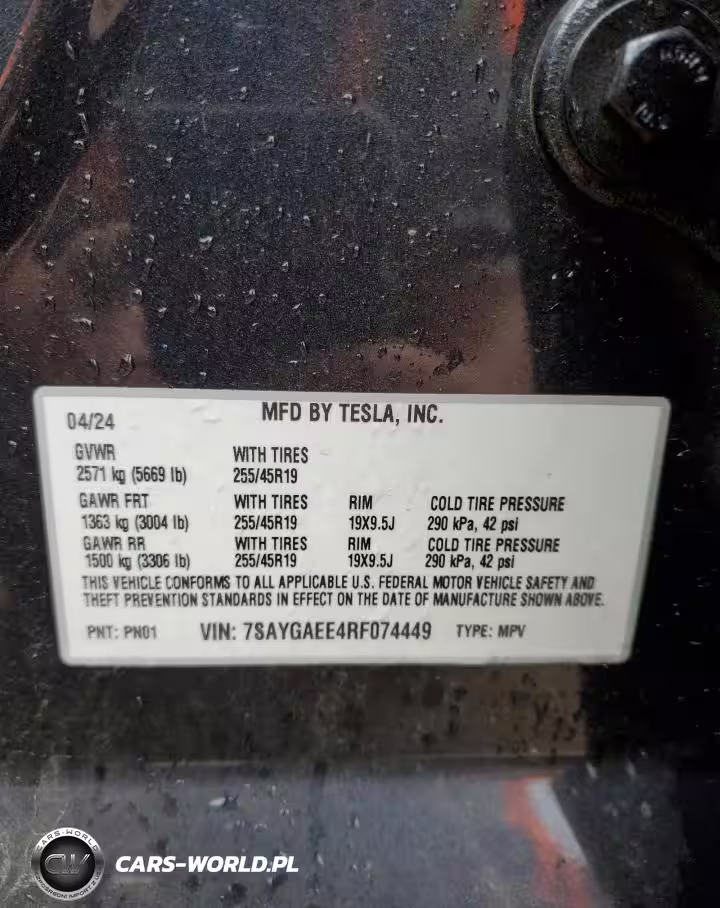 04/24 MFD BY TESLA, INC.
GVWR WITH TIRES
2571 kg (5669 lb) 255/45R19
GAWR FRT WITH TIRES RIM COLD TIRE PRESSURE
1363 kg (3004 lb) 255/45R19 19X9.5J 290 kPa, 42 psi
GAWR RR WITH TIRES RIM COLD TIRE PRESSURE
1500 kg (3306 lb) 255/45R19 19X9.5J 290 kPa, 42 psi
THIS VEHICLE CONFORMS TO ALL APPLICABLE U.S. FEDERAL MOTOR VEHICLE SAFETY AND
THEFT PREVENTION STANDARDS IN EFFECT ON THE DATE OF MANUFACTURE SHOWN ABOVE.
PNT: PN01 VIN: 7SAYGAEE4RF074449 TYPE: MPV
CARS-WORLD.PL
CW
CARS-WORLD.PL